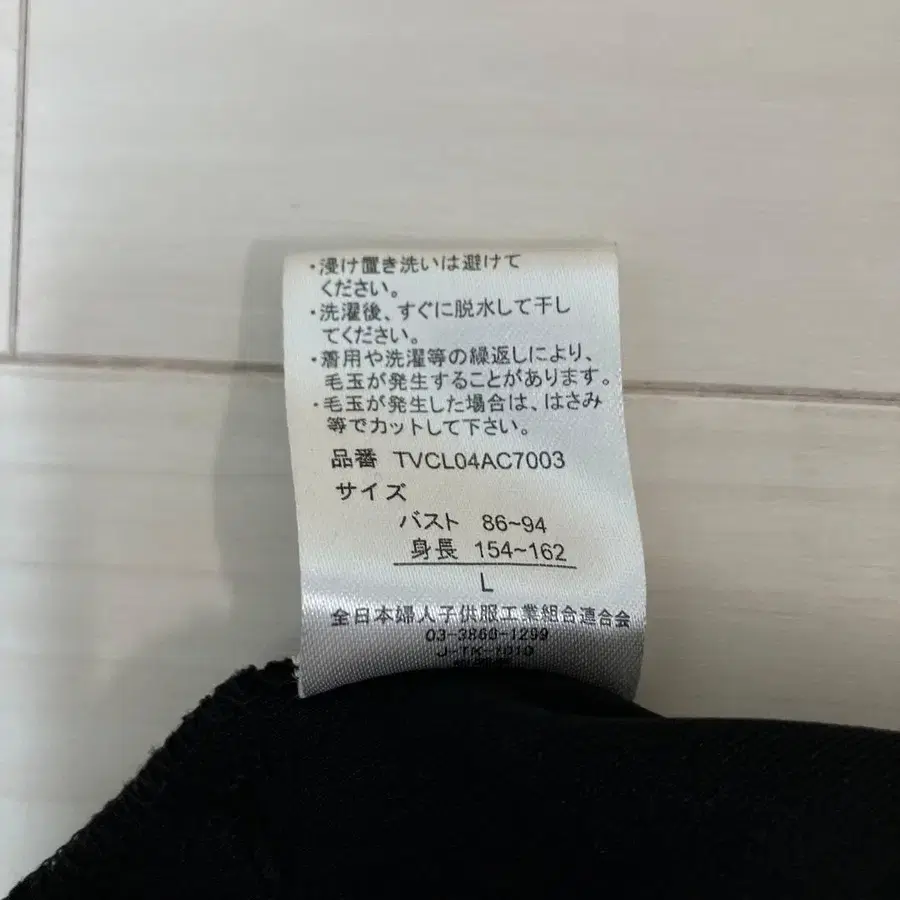 ・浸け置き洗いは避けて
ください。
・洗濯後、すぐに脱水して干し
てください。
・着用や洗濯等の繰返しにより、
毛玉が発生することがあります。
・毛玉が発生した場合は、はさみ
等でカットして下さい。
品番 TVCL04AC7003
サイズ
バスト 86~94
身長 154~162
L
全日本婦人子供服工業組合連合会
03-3860-1299
J-TK-1010